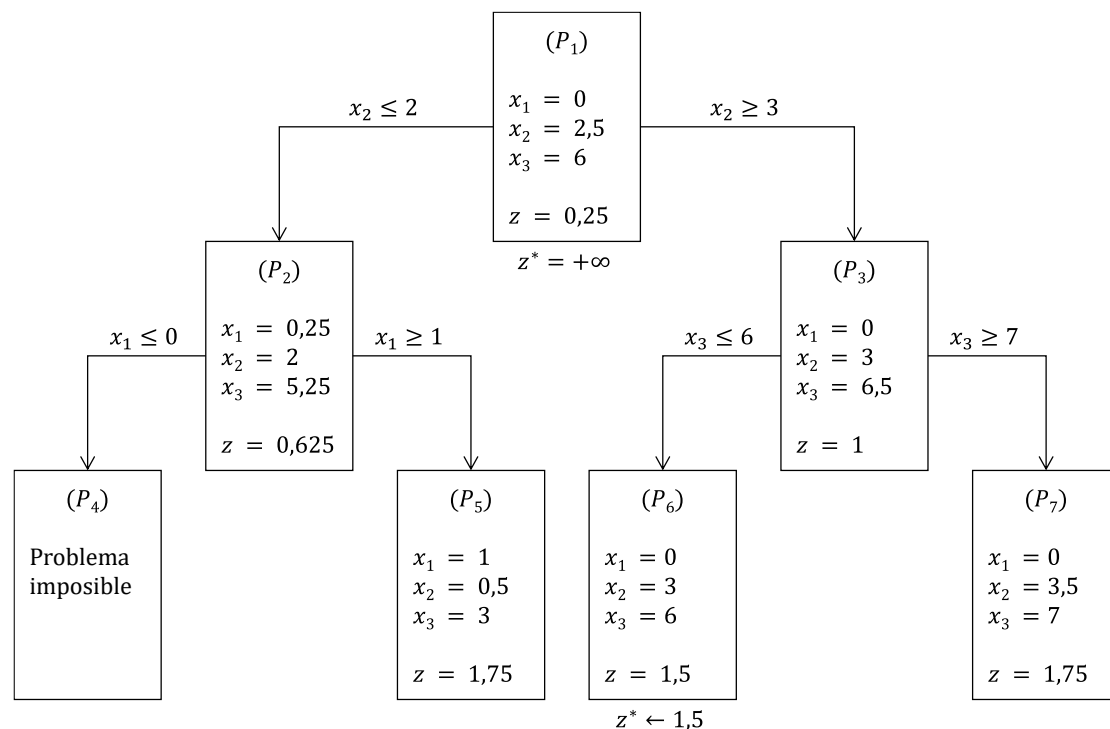 (P₁)
x₁ = 0
x₂ = 2,5
x₃ = 6
z = 0,25
z* = +∞
x₂ ≤ 2
x₂ ≥ 3
(P₂)
x₁ = 0,25
x₂ = 2
x₃ = 5,25
z = 0,625
(P₃)
x₁ = 0
x₂ = 3
x₃ = 6,5
z = 1
x₁ ≤ 0
x₁ ≥ 1
x₃ ≤ 6
x₃ ≥ 7
(P₄)
Problema
imposible
(P₅)
x₁ = 1
x₂ = 0,5
x₃ = 3
z = 1,75
(P₆)
x₁ = 0
x₂ = 3
x₃ = 6
z = 1,5
z* ← 1,5
(P₇)
x₁ = 0
x₂ = 3,5
x₃ = 7
z = 1,75